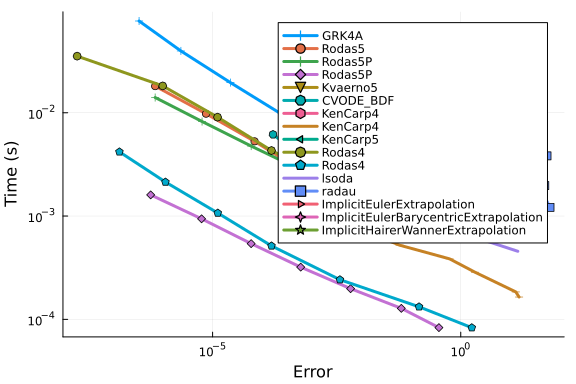 GRK4A
Rodas5
Rodas5P
Rodas5P
Kvaerno5
CVODE_BDF
KenCarp4
KenCarp4
KenCarp5
Rodas4
Rodas4
lsoda
radau
ImplicitEulerExtrapolation
ImplicitEulerBarycentricExtrapolation
ImplicitHairerWannerExtrapolation
Time (s)
10⁻²
10⁻³
10⁻⁴
10⁻⁵
10⁰
Error